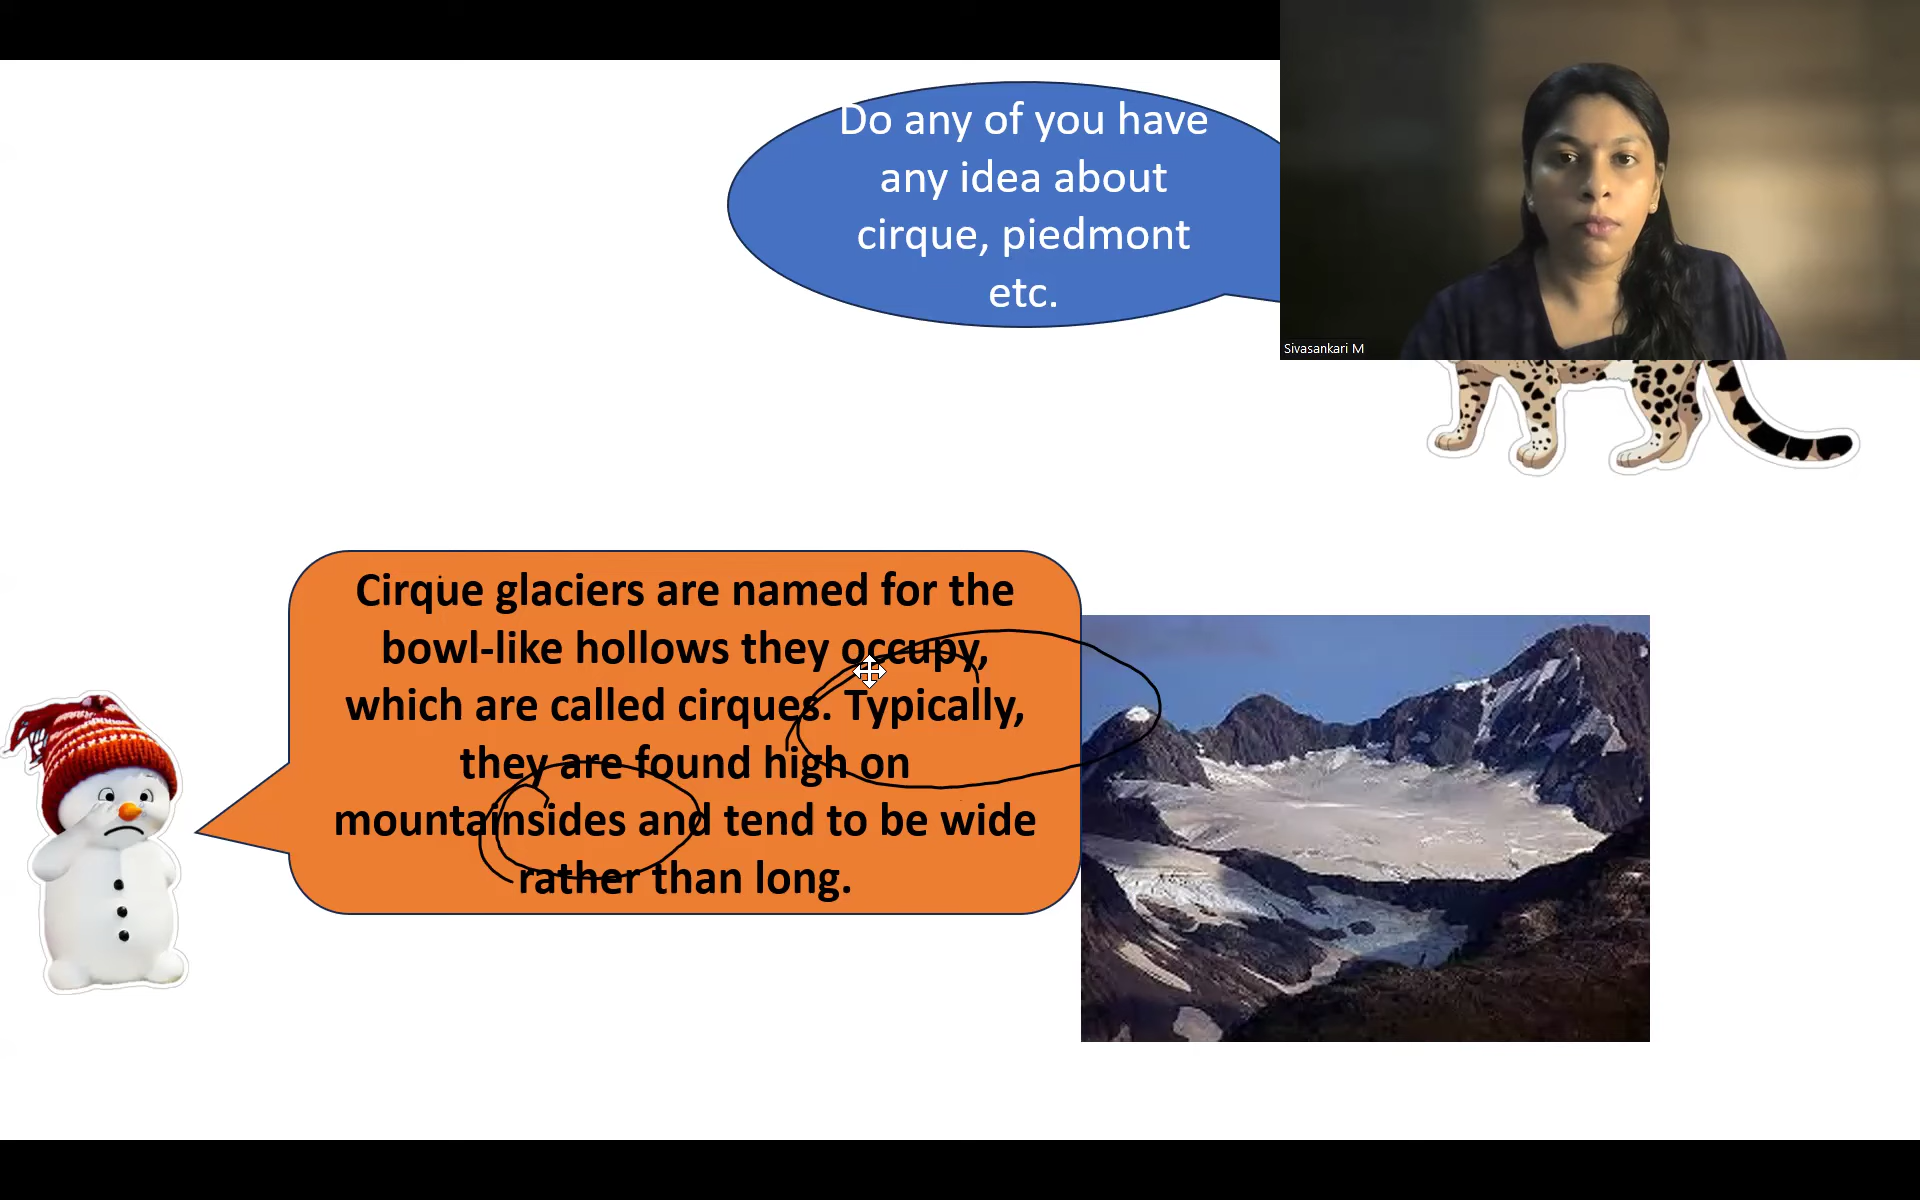 Do any of you have
any idea about
cirque, piedmont
etc.
Sivasankari M
Cirque glaciers are named for the
bowl-like hollows they occupy,
which are called cirques. Typically,
they are found high on
mountainsides and tend to be wide
rather than long.